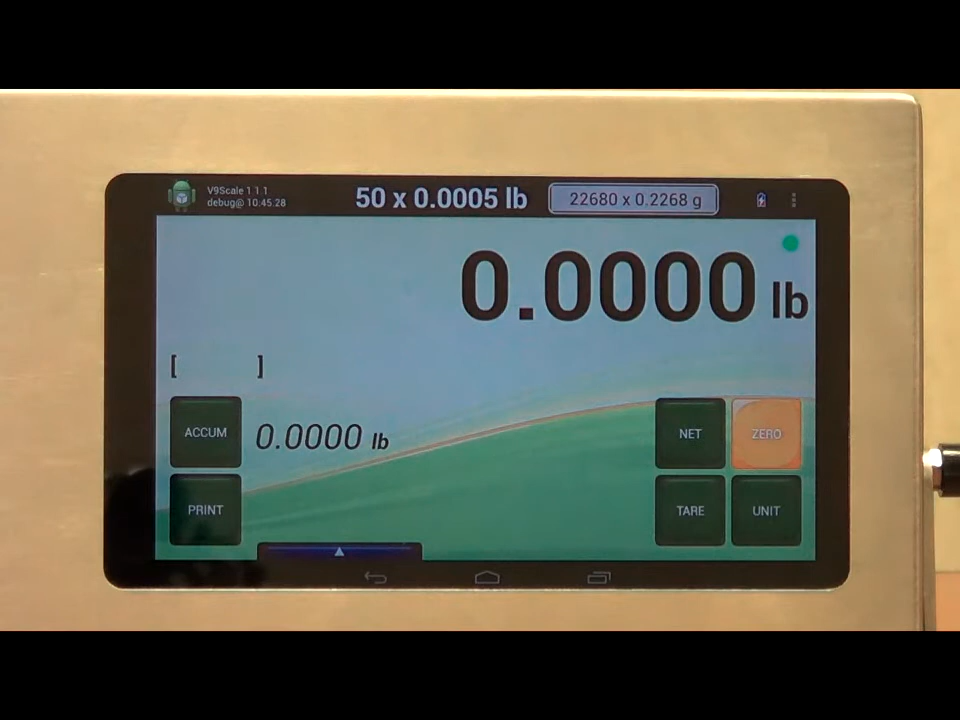 V9Scale 1.1.1
debug@ 10.45.28
50 x 0.0005 lb
22680 x 0.2268 g
0.0000 lb
[ ]
ACCUM
0.0000 lb
NET
ZERO
PRINT
TARE
UNIT